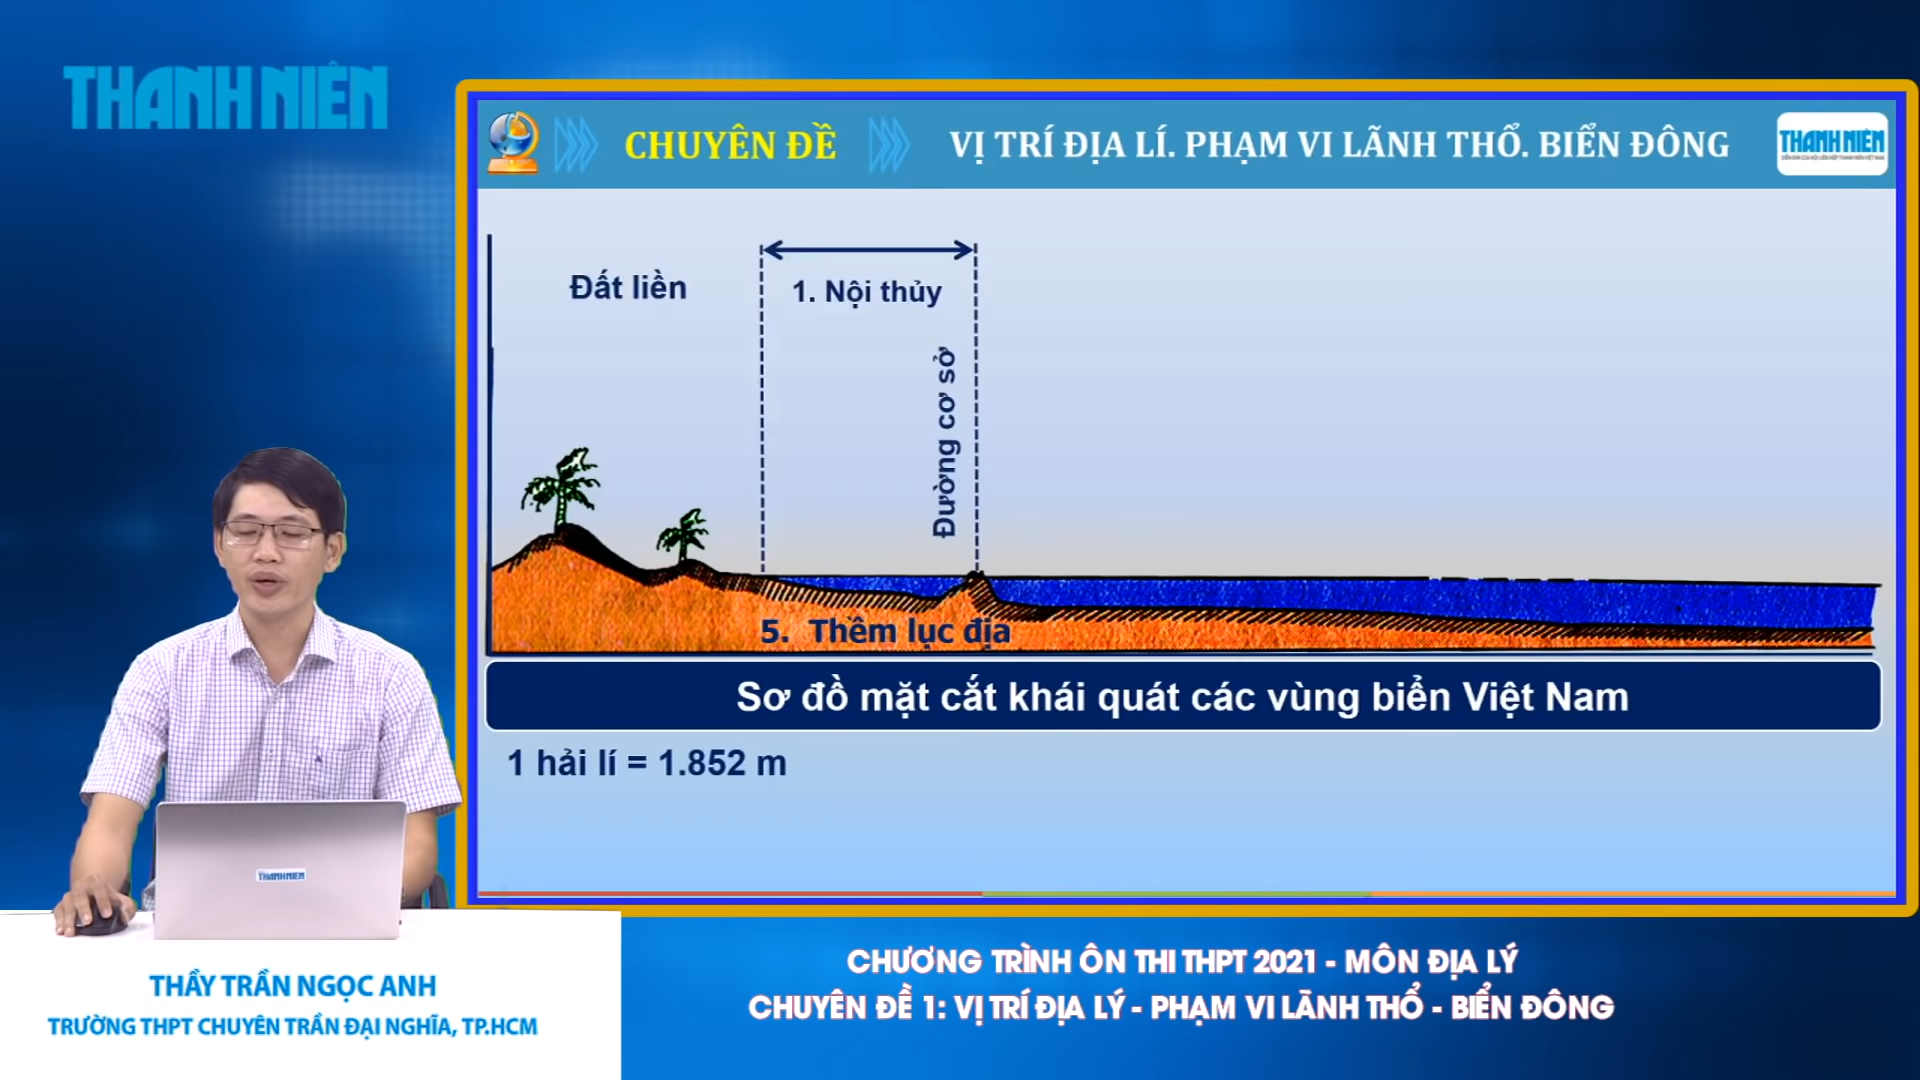 THANH NIÊN
CHUYÊN ĐỀ
VỊ TRÍ ĐỊA LÍ. PHẠM VI LÃNH THỔ. BIỂN ĐÔNG
THANH NIÊN
Đất liền
1. Nội thủy
Đường cơ sở
5. Thềm lục địa
Sơ đồ mặt cắt khái quát các vùng biển Việt Nam
1 hải lí = 1.852 m
THANH NIÊN
THẦY TRẦN NGỌC ANH
TRƯỜNG THPT CHUYÊN TRẦN ĐẠI NGHĨA, TP.HCM
CHƯƠNG TRÌNH ÔN THI THPT 2021 - MÔN ĐỊA LÝ
CHUYÊN ĐỀ 1: VỊ TRÍ ĐỊA LÝ - PHẠM VI LÃNH THỔ - BIỂN ĐÔNG